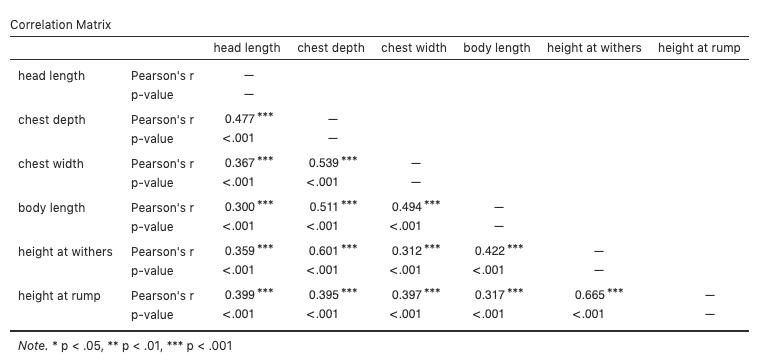 Correlation Matrix
head length chest depth chest width body length height at withers height at rump
head length Pearson's r —
p-value —
chest depth Pearson's r 0.477 *** —
p-value <.001 —
chest width Pearson's r 0.367 *** 0.539 *** —
p-value <.001 <.001 —
body length Pearson's r 0.300 *** 0.511 *** 0.494 *** —
p-value <.001 <.001 <.001 —
height at withers Pearson's r 0.359 *** 0.601 *** 0.312 *** 0.422 *** —
p-value <.001 <.001 <.001 <.001 —
height at rump Pearson's r 0.399 *** 0.395 *** 0.397 *** 0.317 *** 0.665 *** —
p-value <.001 <.001 <.001 <.001 <.001 —
Note. * p < .05, ** p < .01, *** p < .001